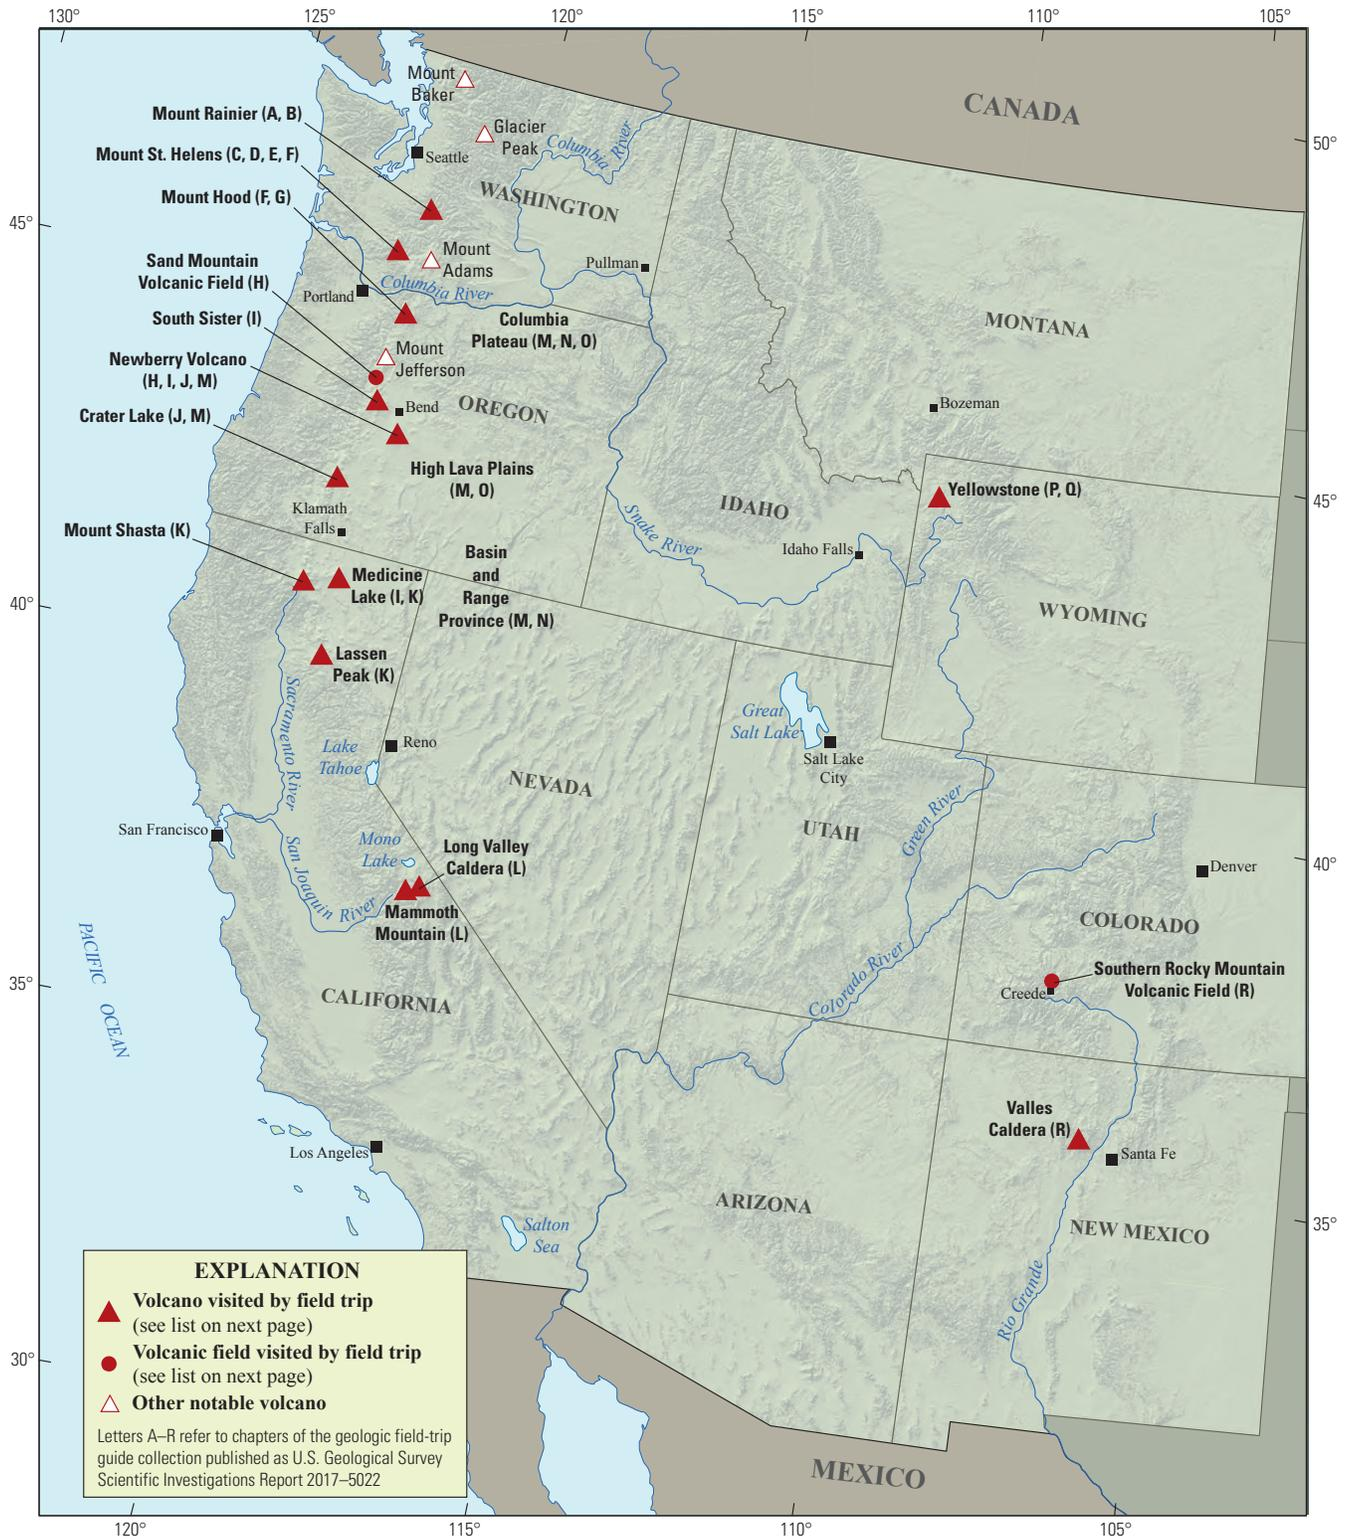 130°
125°
120°
115°
110°
105°
Mount
Baker
CANADA
Mount Rainier (A, B)
Glacier
Peak
Columbia River
50°
Seattle
Mount St. Helens (C, D, E, F)
Mount Hood (F, G)
WASHINGTON
45°
Mount
Adams
Sand Mountain
Volcanic Field (H)
Pullman
Columbia River
Portland
South Sister (I)
Columbia
Plateau (M, N, O)
MONTANA
Newberry Volcano
(H, I, J, M)
Mount
Jefferson
Bend
OREGON
Bozeman
Crater Lake (J, M)
High Lava Plains
(M, O)
Yellowstone (P, Q)
45°
Klamath
Falls
IDAHO
Mount Shasta (K)
Snake River
Idaho Falls
Basin
and
Range
Province (M, N)
Medicine
Lake (I, K)
40°
WYOMING
Lassen
Peak (K)
Sacramento River
Great
Salt Lake
Lake
Tahoe
Reno
Salt Lake
City
NEVADA
Green River
UTAH
San Francisco
Mono
Lake
Long Valley
Caldera (L)
40°
Denver
San Joaquin River
Mammoth
Mountain (L)
COLORADO
PACIFIC OCEAN
Colorado River
35°
Southern Rocky Mountain
Volcanic Field (R)
Creede
CALIFORNIA
Valles
Caldera (R)
Los Angeles
Santa Fe
ARIZONA
Salton
Sea
NEW MEXICO
35°
Rio Grande
EXPLANATION
Volcano visited by field trip
(see list on next page)
Volcanic field visited by field trip
(see list on next page)
Other notable volcano
Letters A–R refer to chapters of the geologic field-trip
guide collection published as U.S. Geological Survey
Scientific Investigations Report 2017–5022
30°
MEXICO
120°
115°
110°
105°